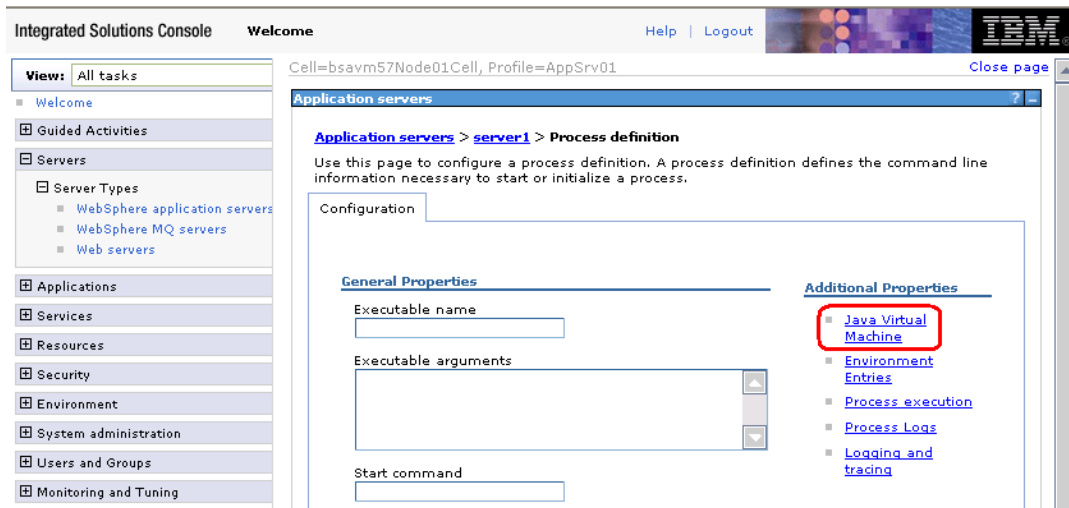 Integrated Solutions Console Welcome Help | Logout IBM
View: All tasks
Cell=bsavm57Node01Cell, Profile=AppSrv01 Close page
Welcome
Guided Activities
Servers
Server Types
WebSphere application servers
WebSphere MQ servers
Web servers
Applications
Services
Resources
Security
Environment
System administration
Users and Groups
Monitoring and Tuning
Application servers ? -
Application servers > server1 > Process definition
Use this page to configure a process definition. A process definition defines the command line
information necessary to start or initialize a process.
Configuration
General Properties
Executable name
Executable arguments
Start command
Additional Properties
Java Virtual
Machine
Environment
Entries
Process execution
Process Logs
Logging and
tracing